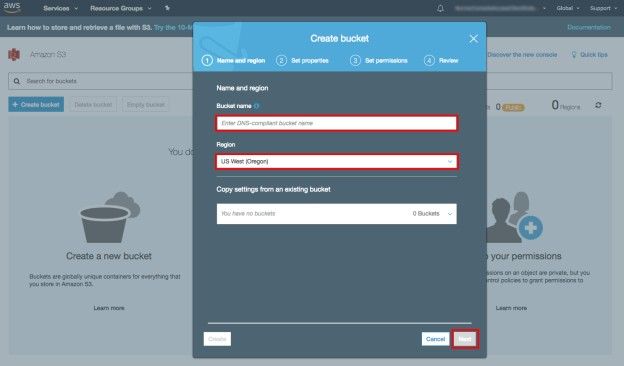 aws
Services
Resource Groups
Global
Support
Learn how to store and retrieve a file with S3. Try the 10-
Documentation
Amazon S3
Discover the new console
Quick tips
Search for buckets
+ Create bucket
Delete bucket
Empty bucket
0 Public
0 Regions
You do
Create a new bucket
Buckets are globally unique containers for everything that
you store in Amazon S3.
Learn more
Create bucket
1 Name and region
2 Set properties
3 Set permissions
4 Review
Name and region
Bucket name
Enter DNS-compliant bucket name
Region
US West (Oregon)
Copy settings from an existing bucket
You have no buckets
0 Buckets
Create
Cancel
Next
your permissions
ssions on an object are private, but you
ntrol policies to grant permissions to
Learn more